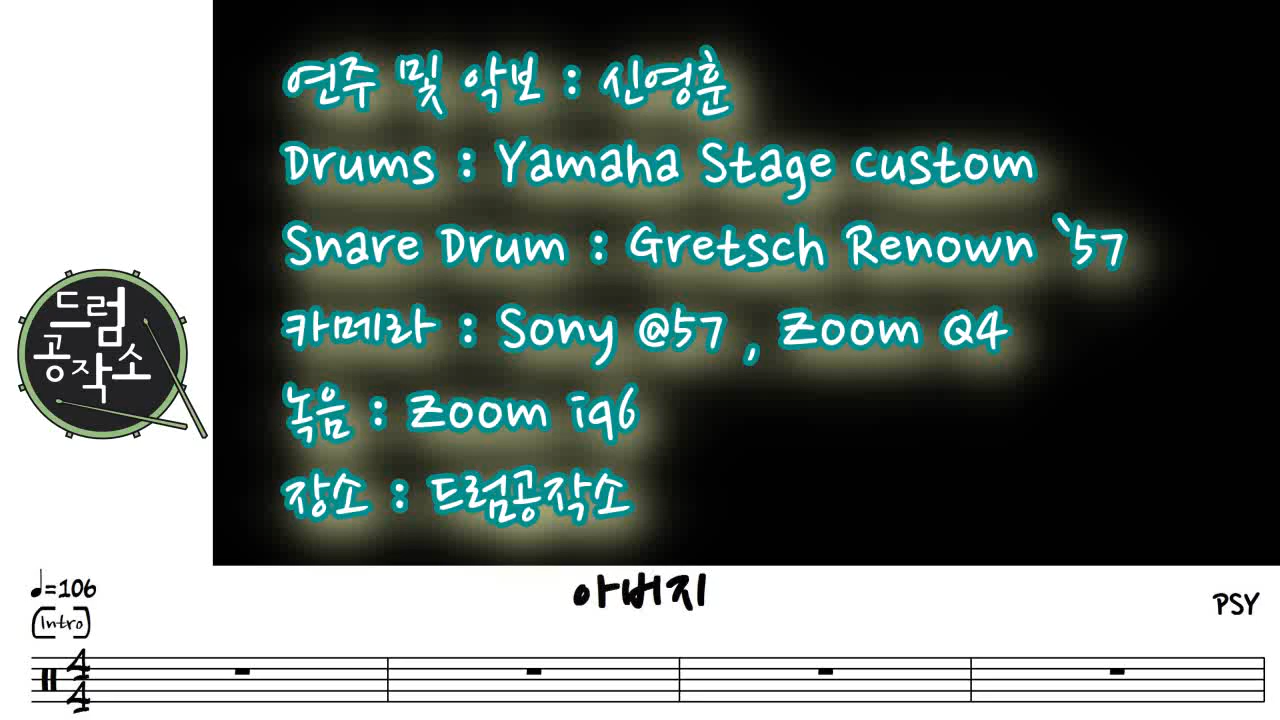 연주 및 악보 : 신영훈
Drums : Yamaha Stage custom
Snare Drum : Gretsch Renown `57
카메라 : Sony @57 , Zoom Q4
녹음 : Zoom iq6
장소 : 드럼공작소
드럼
공작소
♩=106
아버지
PSY
[Intro]
4
4